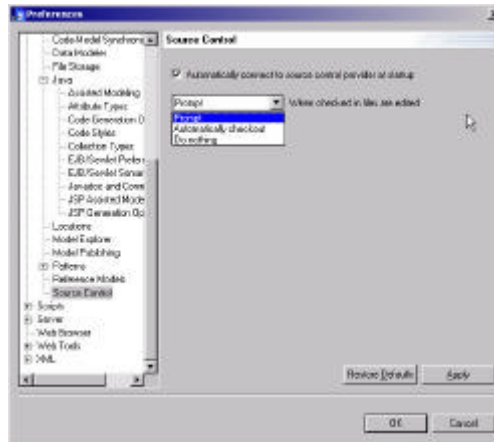 Preferences
Code Model Synchroni
Data Modeler
File Storage
Java
Assisted Modeling
Attribute Types
Code Generation O
Code Styles
Collection Types
EJB/Servlet Prefer
EJB/Servlet Server
Javadoc and Comm
JSP Assisted Mode
JSP Generation Op
Locations
Model Explorer
Model Publishing
Patterns
Reference Models
Source Control
Scripts
Server
Web Browser
Web Tools
XML
Source Control
Automatically connect to source control provider at startup
Prompt
When checked in files are edited
Prompt
Automatically checkout
Do nothing
Restore Defaults
Apply
OK
Cancel